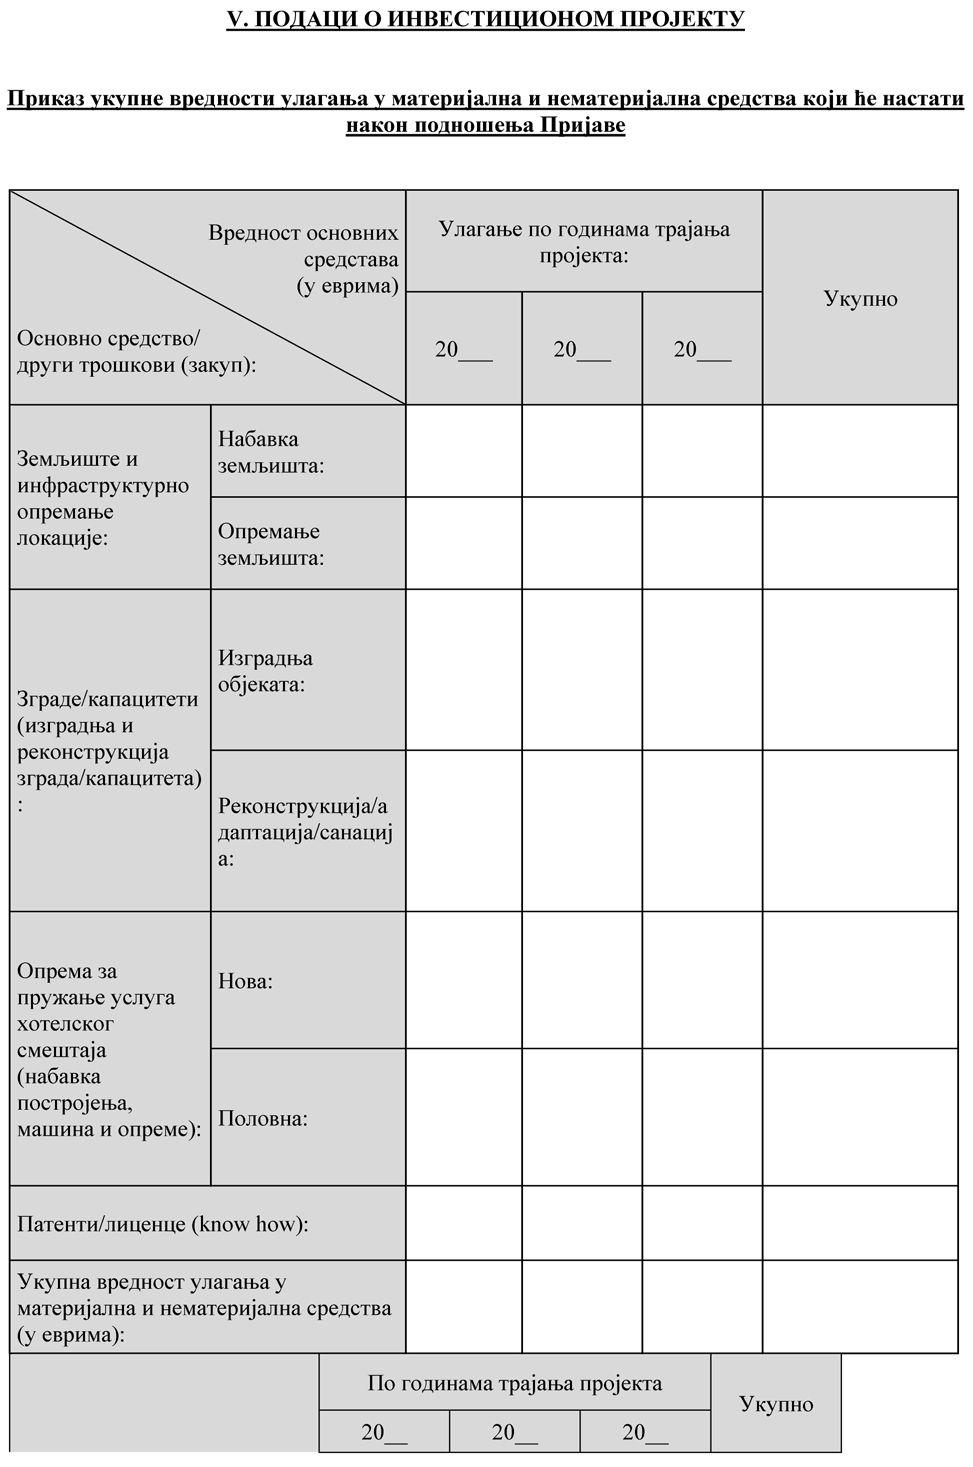 V. ПОДАЦИ О ИНВЕСТИЦИОНОМ ПРОЈЕКТУ
Приказ укупне вредности улагања у материјална и нематеријална средства који ће настати
након подношења Пријаве
Вредност основних
средстава
(у еврима)
Основно средство/
други трошкови (закуп):
Улагање по годинама трајања
пројекта:
Укупно
20___ 20___ 20___
Земљиште и
инфраструктурно
опремање
локације:
Набавка
земљишта:
Опремање
земљишта:
Зграде/капацитети
(изградња и
реконструкција
зграда/капацитета)
:
Изградња
објеката:
Реконструкција/а
даптација/санациј
а:
Опрема за
пружање услуга
хотелског
смештаја
(набавка
постројења,
машина и опреме):
Нова:
Половна:
Патенти/лиценце (know how):
Укупна вредност улагања у
материјална и нематеријална средства
(у еврима):
По годинама трајања пројекта
Укупно
20__ 20__ 20__